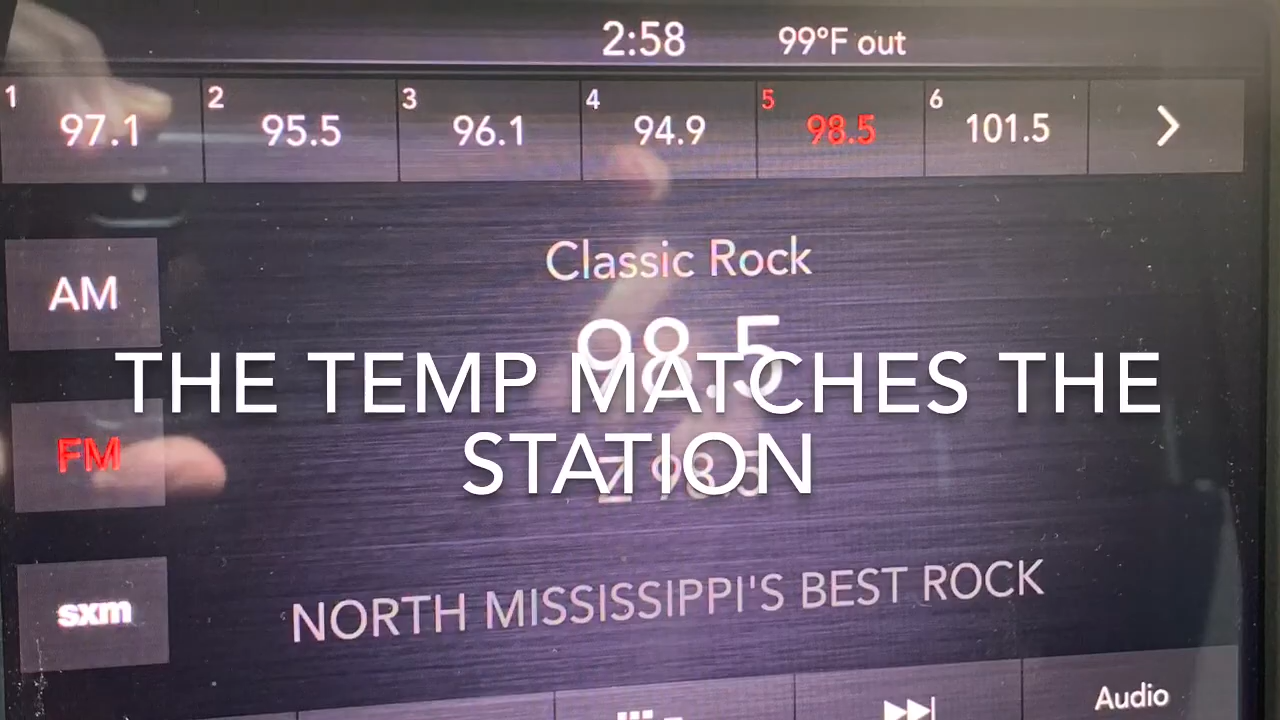 2:58 99°F out
1 97.1 2 95.5 3 96.1 4 94.9 5 98.5 6 101.5
Classic Rock
AM
98.5
THE TEMP MATCHES THE
FM
STATION
Z 98.5
sxm
NORTH MISSISSIPPI'S BEST ROCK
Audio